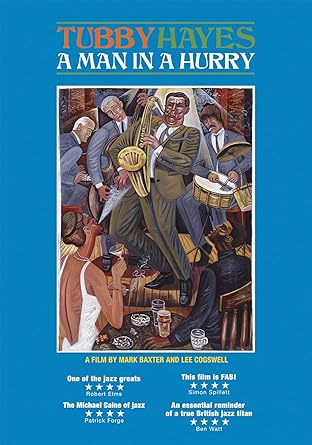 TUBBYHAYES
A MAN IN A HURRY
A FILM BY MARK BAXTER AND LEE COGSWELL
One of the jazz greats
★★★★
Robert Elms
This film is FAB!
★★★★
Simon Spillett
The Michael Caine of Jazz
★★★★
Patrick Forge
An essential reminder
of a true British jazz titan
★★★★
Ben Watt